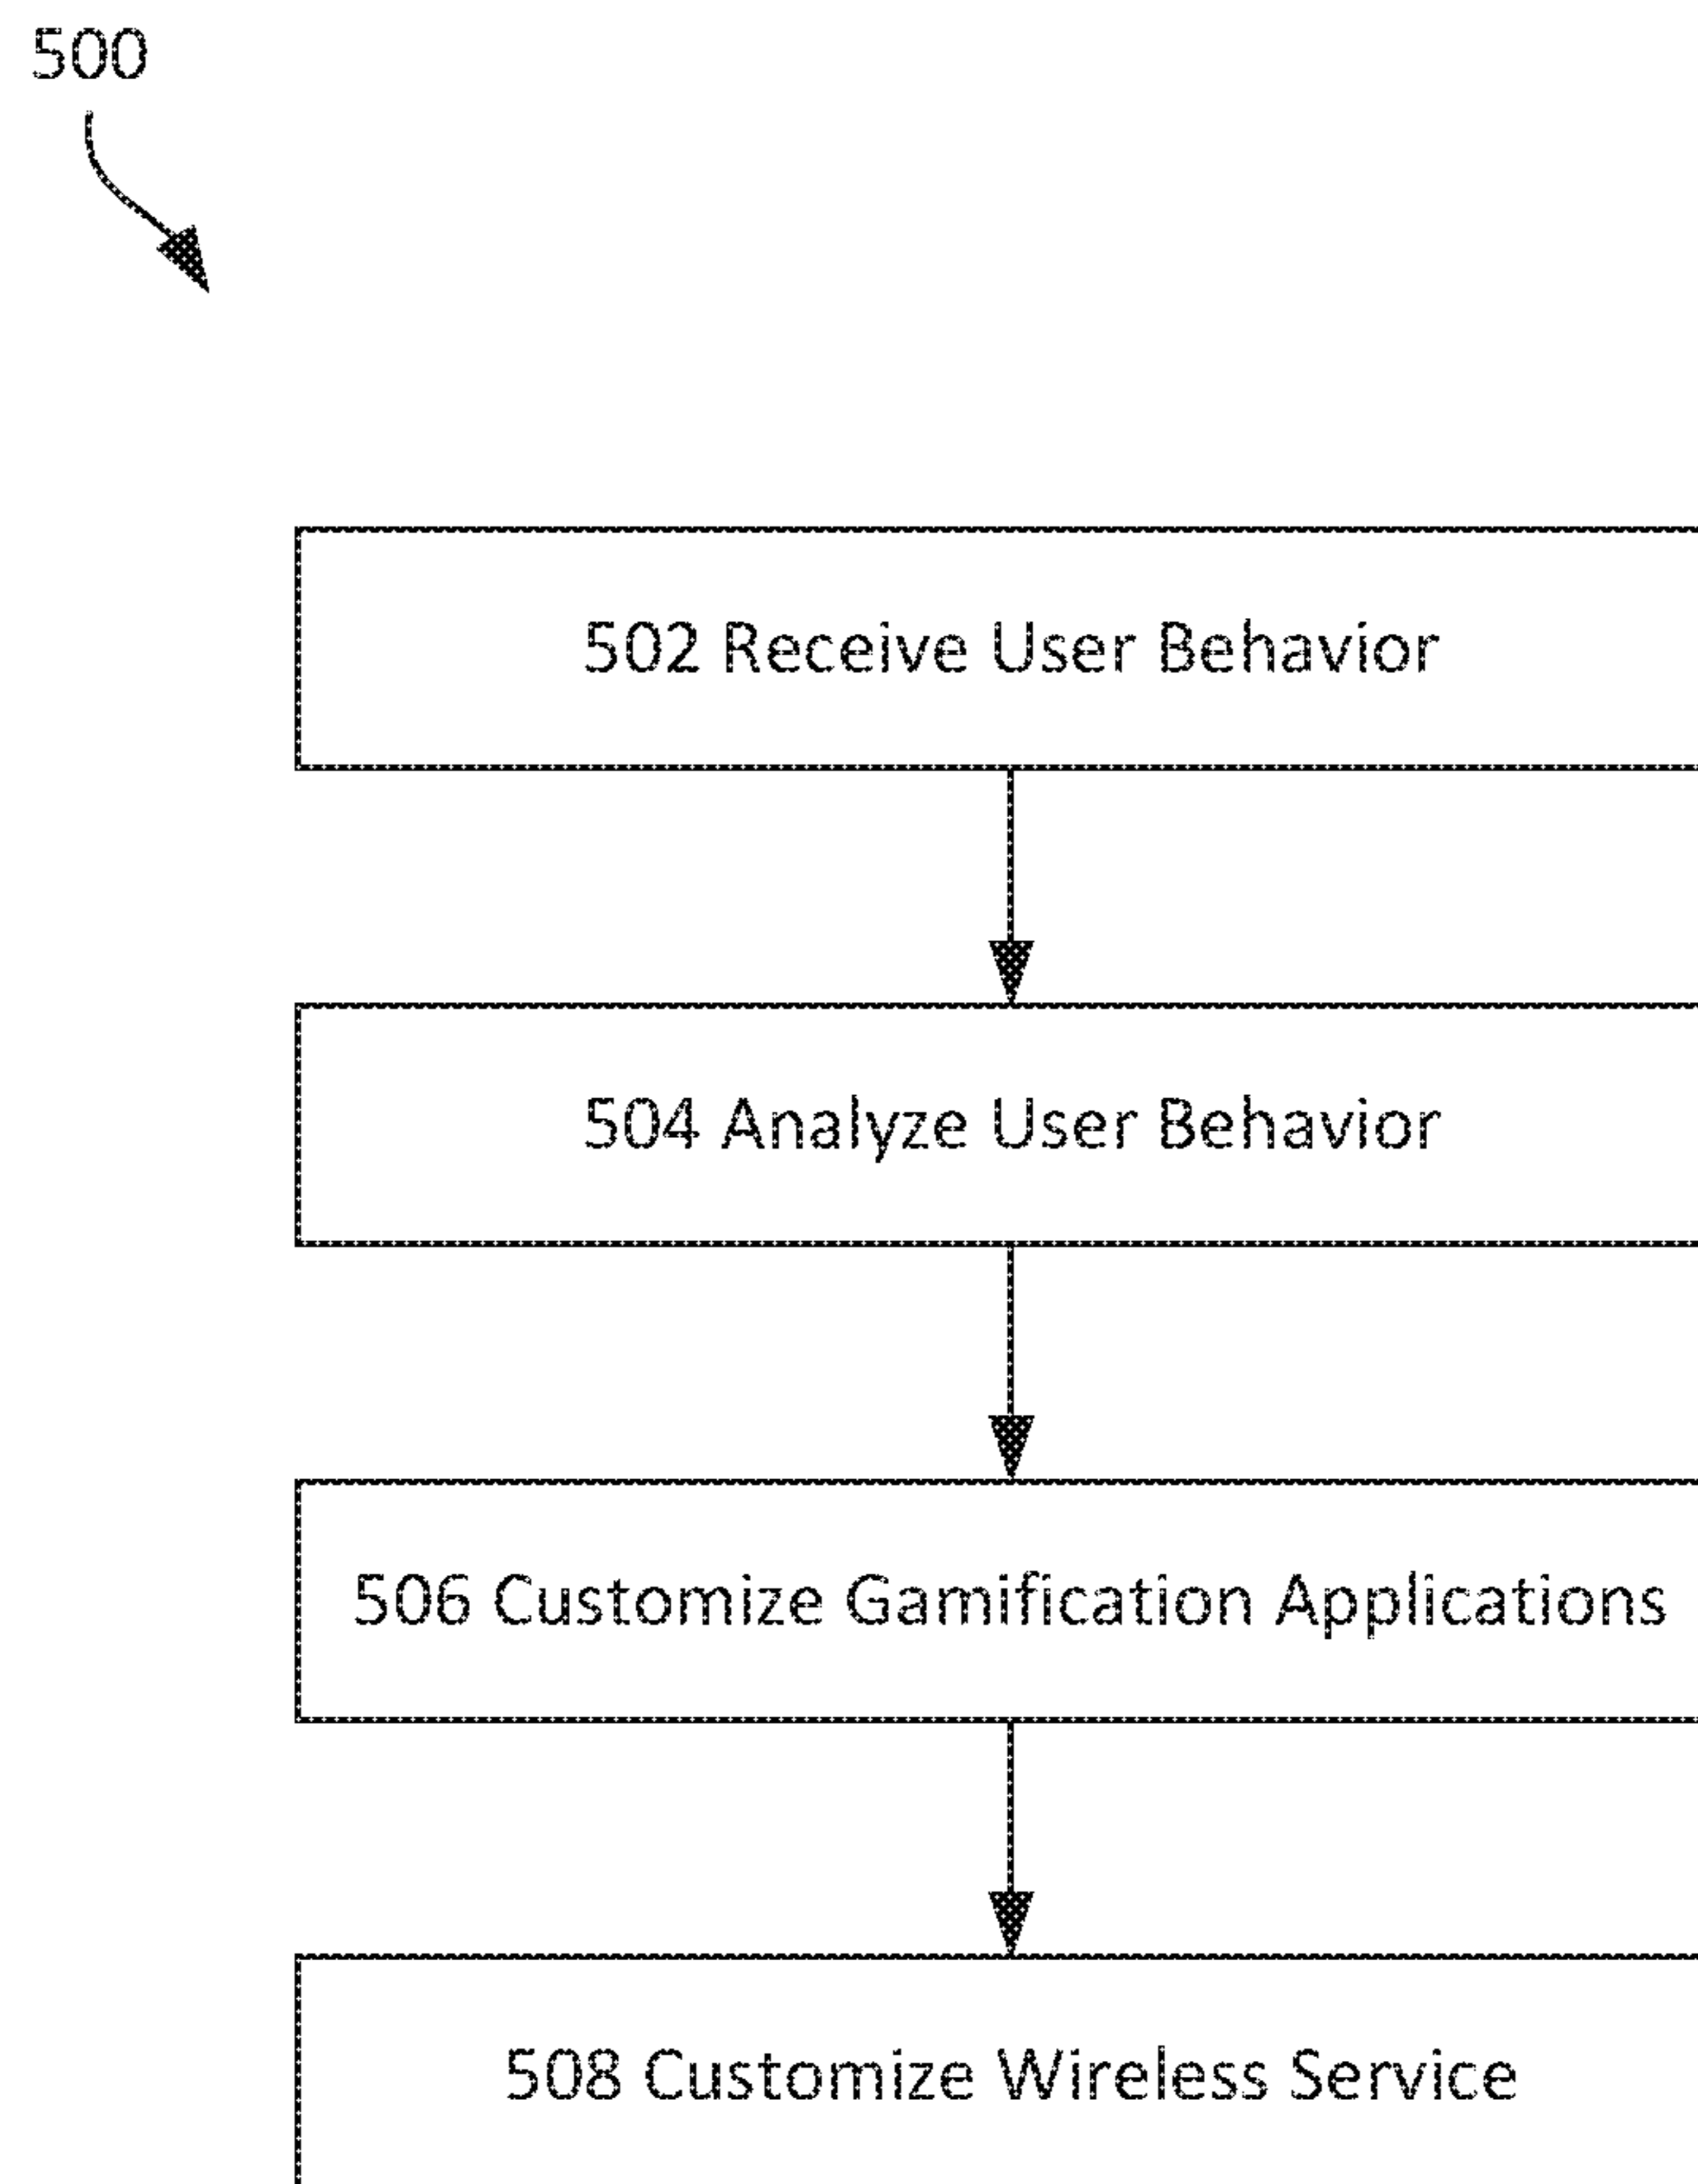 500
502 Receive User Behavior
504 Analyze User Behavior
506 Customize Gamification Applications
508 Customize Wireless Service